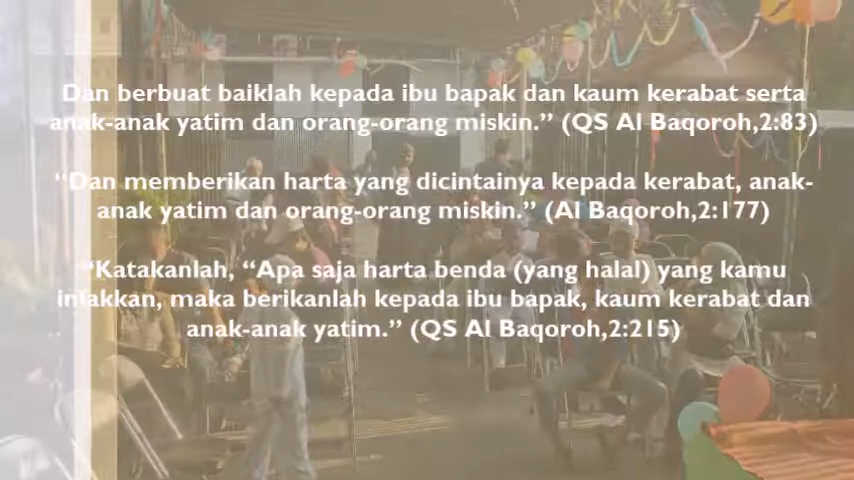 Dan berbuat baiklah kepada ibu bapak dan kaum kerabat serta
anak-anak yatim dan orang-orang miskin.” (QS Al Baqoroh,2:83)
“Dan memberikan harta yang dicintainya kepada kerabat, anak-
anak yatim dan orang-orang miskin.” (Al Baqoroh,2:177)
“Katakanlah, “Apa saja harta benda (yang halal) yang kamu
infakkan, maka berikanlah kepada ibu bapak, kaum kerabat dan
anak-anak yatim.” (QS Al Baqoroh,2:215)